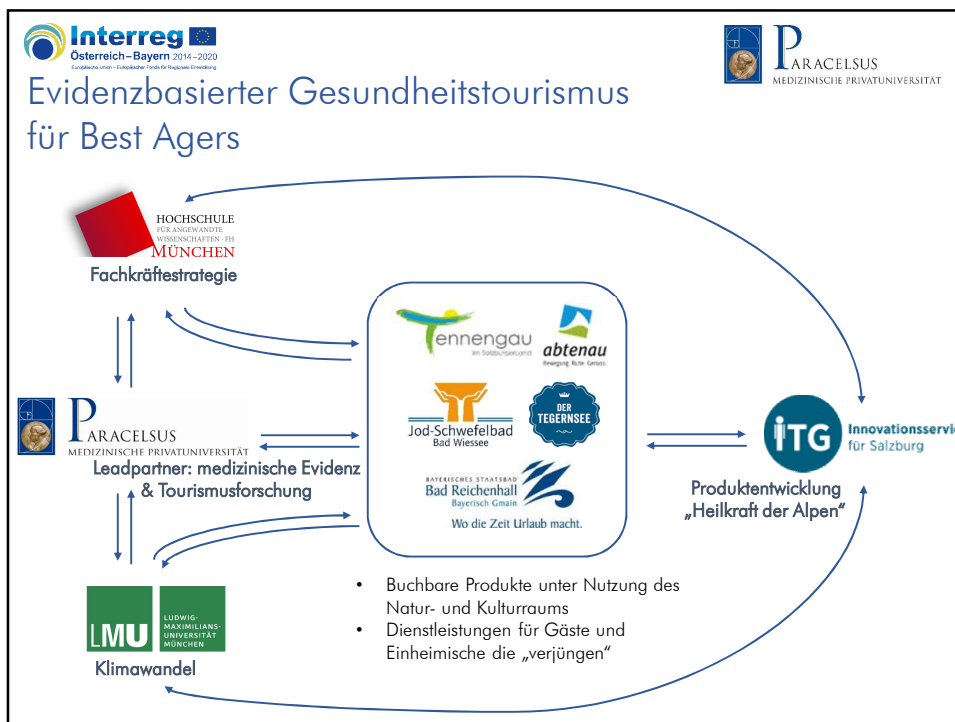 Interreg
Österreich–Bayern 2014–2020
Europäische Union – Europäischer Fonds für Regionale Entwicklung
PARACELSUS
MEDIZINISCHE PRIVATUNIVERSITÄT
Evidenzbasierter Gesundheitstourismus
für Best Agers
HOCHSCHULE
FÜR ANGEWANDTE
WISSENSCHAFTEN · FH
MÜNCHEN
Fachkräftestrategie
Tennengau
im SalzburgerLand
abtenau
Bewegung. Ruhe. Genuss.
Jod-Schwefelbad
Bad Wiessee
DER
TEGERNSEE
BAYERISCHES STAATSBAD
Bad Reichenhall
Bayerisch Gmain
Wo die Zeit Urlaub macht.
PARACELSUS
MEDIZINISCHE PRIVATUNIVERSITÄT
Leadpartner: medizinische Evidenz
& Tourismusforschung
iTG
Innovationsservic
für Salzburg
Produktentwicklung
„Heilkraft der Alpen“
LMU
LUDWIG-
MAXIMILIANS-
UNIVERSITÄT
MÜNCHEN
Klimawandel
• Buchbare Produkte unter Nutzung des
Natur- und Kulturraums
• Dienstleistungen für Gäste und
Einheimische die „verjüngen“